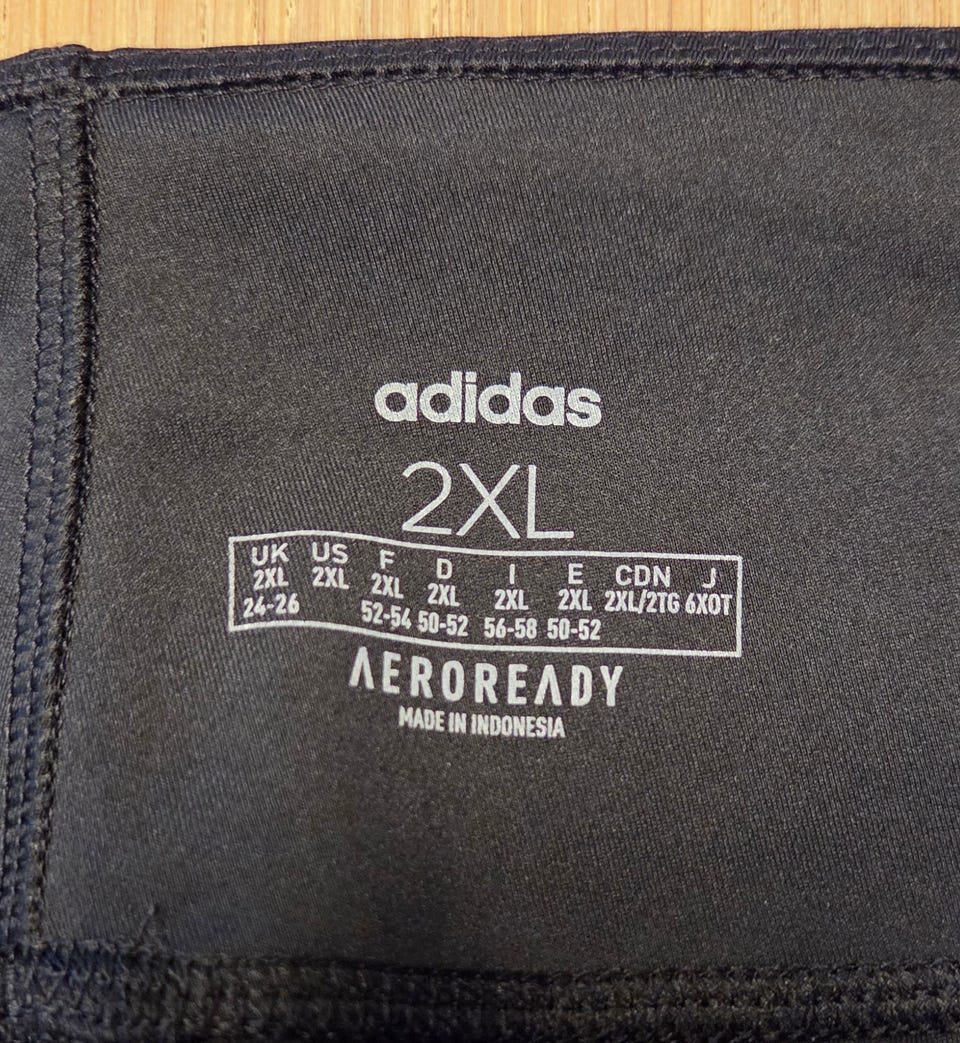 adidas
2XL
UK US F D I E CDN J
2XL 2XL 2XL 2XL 2XL 2XL 2XL/2TG 6XOT
24-26 52-54 50-52 56-58 50-52
AEROREADY
MADE IN INDONESIA